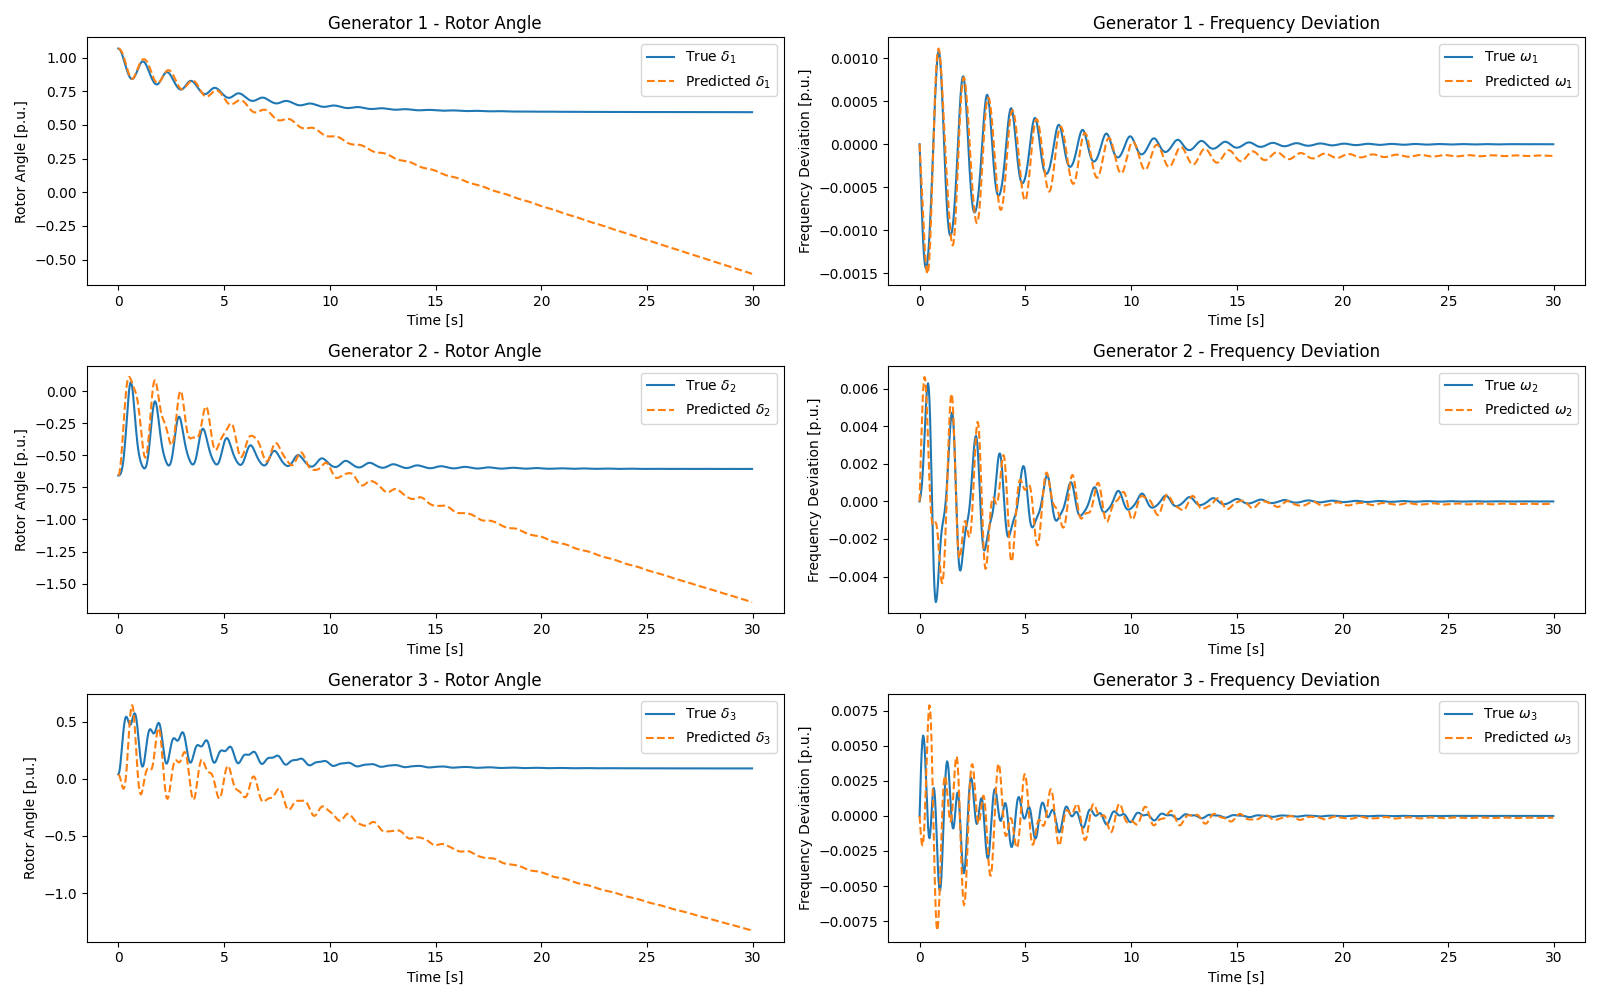 Generator 1 - Rotor Angle
Rotor Angle [p.u.]
1.00
0.75
0.50
0.25
0.00
−0.25
−0.50
True δ1
Predicted δ1
0 5 10 15 20 25 30
Time [s]
Generator 1 - Frequency Deviation
Frequency Deviation [p.u.]
0.0010
0.0005
0.0000
−0.0005
−0.0010
−0.0015
True ω1
Predicted ω1
0 5 10 15 20 25 30
Time [s]
Generator 2 - Rotor Angle
Rotor Angle [p.u.]
0.00
−0.25
−0.50
−0.75
−1.00
−1.25
−1.50
True δ2
Predicted δ2
0 5 10 15 20 25 30
Time [s]
Generator 2 - Frequency Deviation
Frequency Deviation [p.u.]
0.006
0.004
0.002
0.000
−0.002
−0.004
True ω2
Predicted ω2
0 5 10 15 20 25 30
Time [s]
Generator 3 - Rotor Angle
Rotor Angle [p.u.]
0.5
0.0
−0.5
−1.0
True δ3
Predicted δ3
0 5 10 15 20 25 30
Time [s]
Generator 3 - Frequency Deviation
Frequency Deviation [p.u.]
0.0075
0.0050
0.0025
0.0000
−0.0025
−0.0050
−0.0075
True ω3
Predicted ω3
0 5 10 15 20 25 30
Time [s]